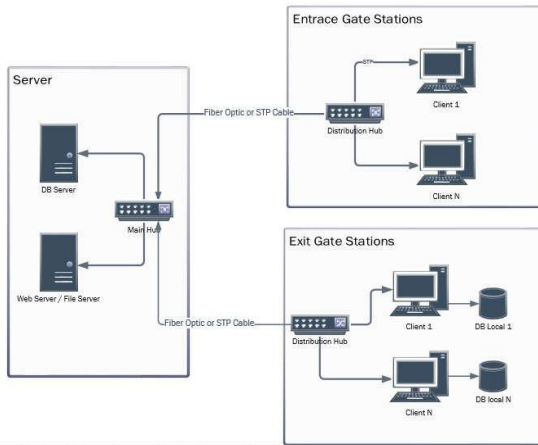 Entrace Gate Stations
STP
Client 1
Distribution Hub
Client N
Server
Fiber Optic or STP Cable
DB Server
Main Hub
Web Server / File Server
Exit Gate Stations
Fiber Optic or STP Cable
Distribution Hub
Client 1
DB Local 1
Client N
DB local N